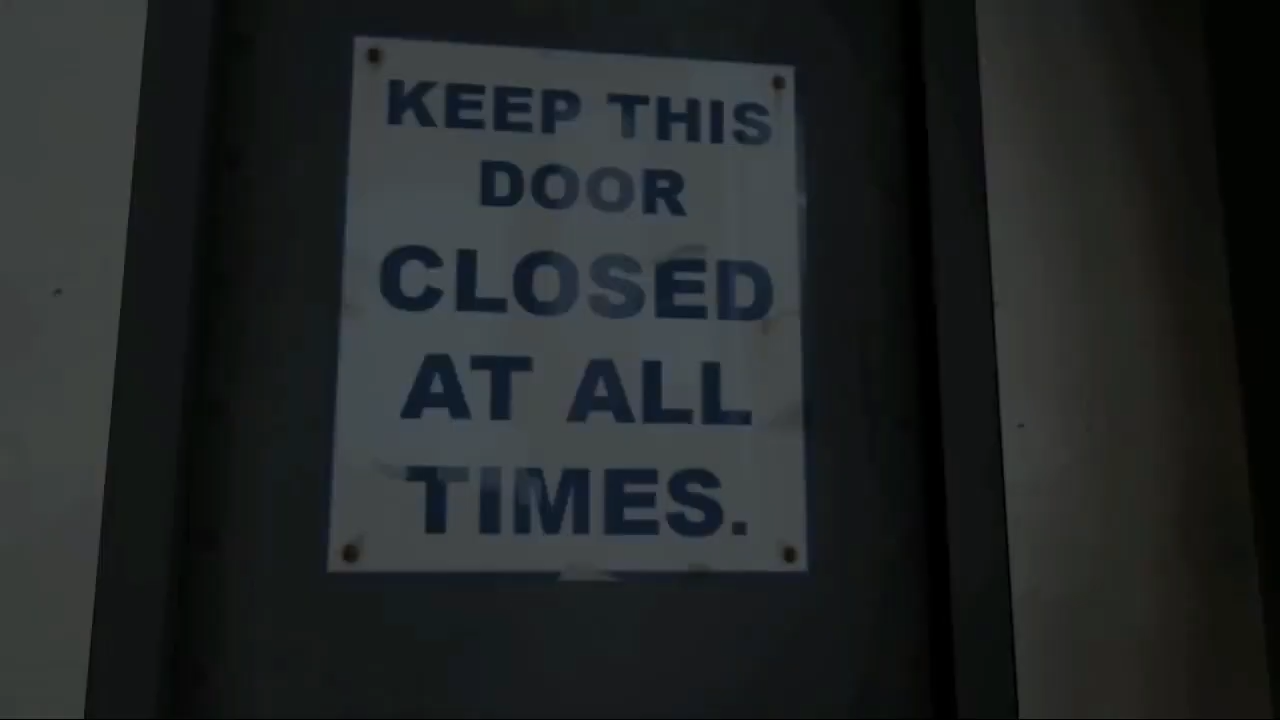 KEEP THIS
DOOR
CLOSED
AT ALL
TIMES.